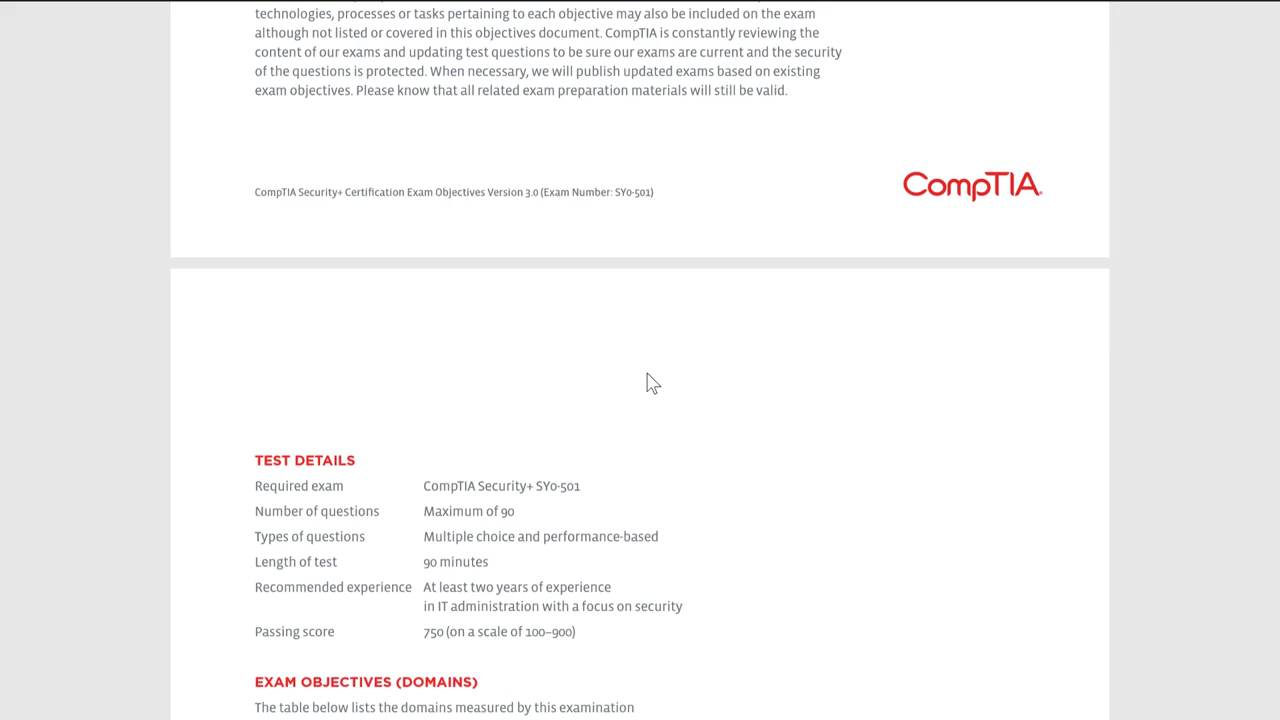 technologies, processes or tasks pertaining to each objective may also be included on the exam
although not listed or covered in this objectives document. CompTIA is constantly reviewing the
content of our exams and updating test questions to be sure our exams are current and the security
of the questions is protected. When necessary, we will publish updated exams based on existing
exam objectives. Please know that all related exam preparation materials will still be valid.
CompTIA Security+ Certification Exam Objectives Version 3.0 (Exam Number: SY0-501)
CompTIA.
TEST DETAILS
Required exam CompTIA Security+ SY0-501
Number of questions Maximum of 90
Types of questions Multiple choice and performance-based
Length of test 90 minutes
Recommended experience At least two years of experience
in IT administration with a focus on security
Passing score 750 (on a scale of 100–900)
EXAM OBJECTIVES (DOMAINS)
The table below lists the domains measured by this examination